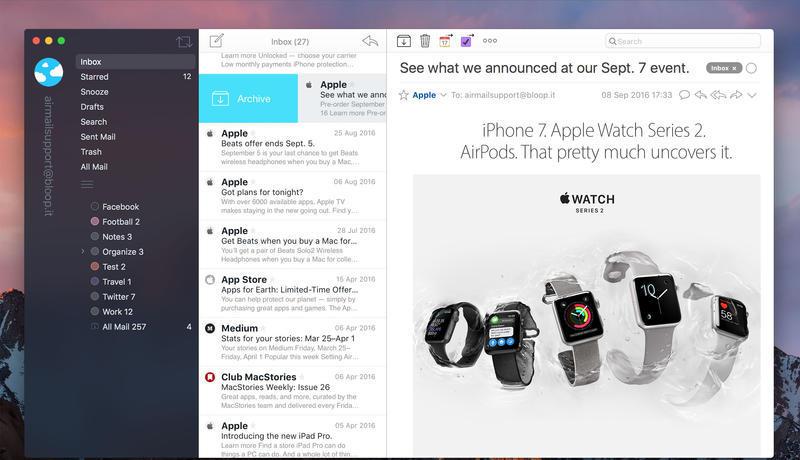 Inbox
Starred 12
Snooze
Drafts
Search
Sent Mail
Trash
All Mail
airmailsupport@bloop.it
Facebook
Football 2
Notes 3
Organize 3
Test 2
Travel 1
Twitter 7
Work 12
All Mail 257 4
Inbox (27)
Learn more Unlocked — choose your carrier
Low monthly payments iPhone protection…
Archive
Apple
See what we anno
Pre-order September
16 Learn more Pre-or
Apple 25 Aug 2016
Beats offer ends Sept. 5.
September 5 is your last chance to get Beats
wireless headphones when you buy a Mac,…
Apple 06 Aug 2016
Got plans for tonight?
With over 6000 available apps, Apple TV
makes staying in the new going out. Find y…
Apple 28 Jul 2016
Get Beats when you buy a Mac for…
You'll get a pair of Beats Solo2 Wireless
Headphones when you buy a Mac for colle…
App Store 15 Apr 2016
Apps for Earth: Limited-Time Offer…
You can help protect our planet — simply by
purchasing great apps and games. The Ap…
Medium 06 Apr 2016
Stats for your stories: Mar 25–Apr 1
Your stories on Medium Friday, March 25–
Friday, April 1 Popular this week Setting Air…
Club MacStories 06 Apr 2016
MacStories Weekly: Issue 26
Great apps, reads, and more, curated by the
MacStories team and delivered every Frida…
Apple 05 Apr 2016
Introducing the new iPad Pro.
Learn more Find a store iPad Pro can do
things a PC can do. And a whole lot of thin…
17
Search
See what we announced at our Sept. 7 event. Inbox ×
Apple To: airmailsupport@bloop.it 08 Sep 2016 17:33
iPhone 7. Apple Watch Series 2.
AirPods. That pretty much uncovers it.
WATCH
SERIES 2
10
58